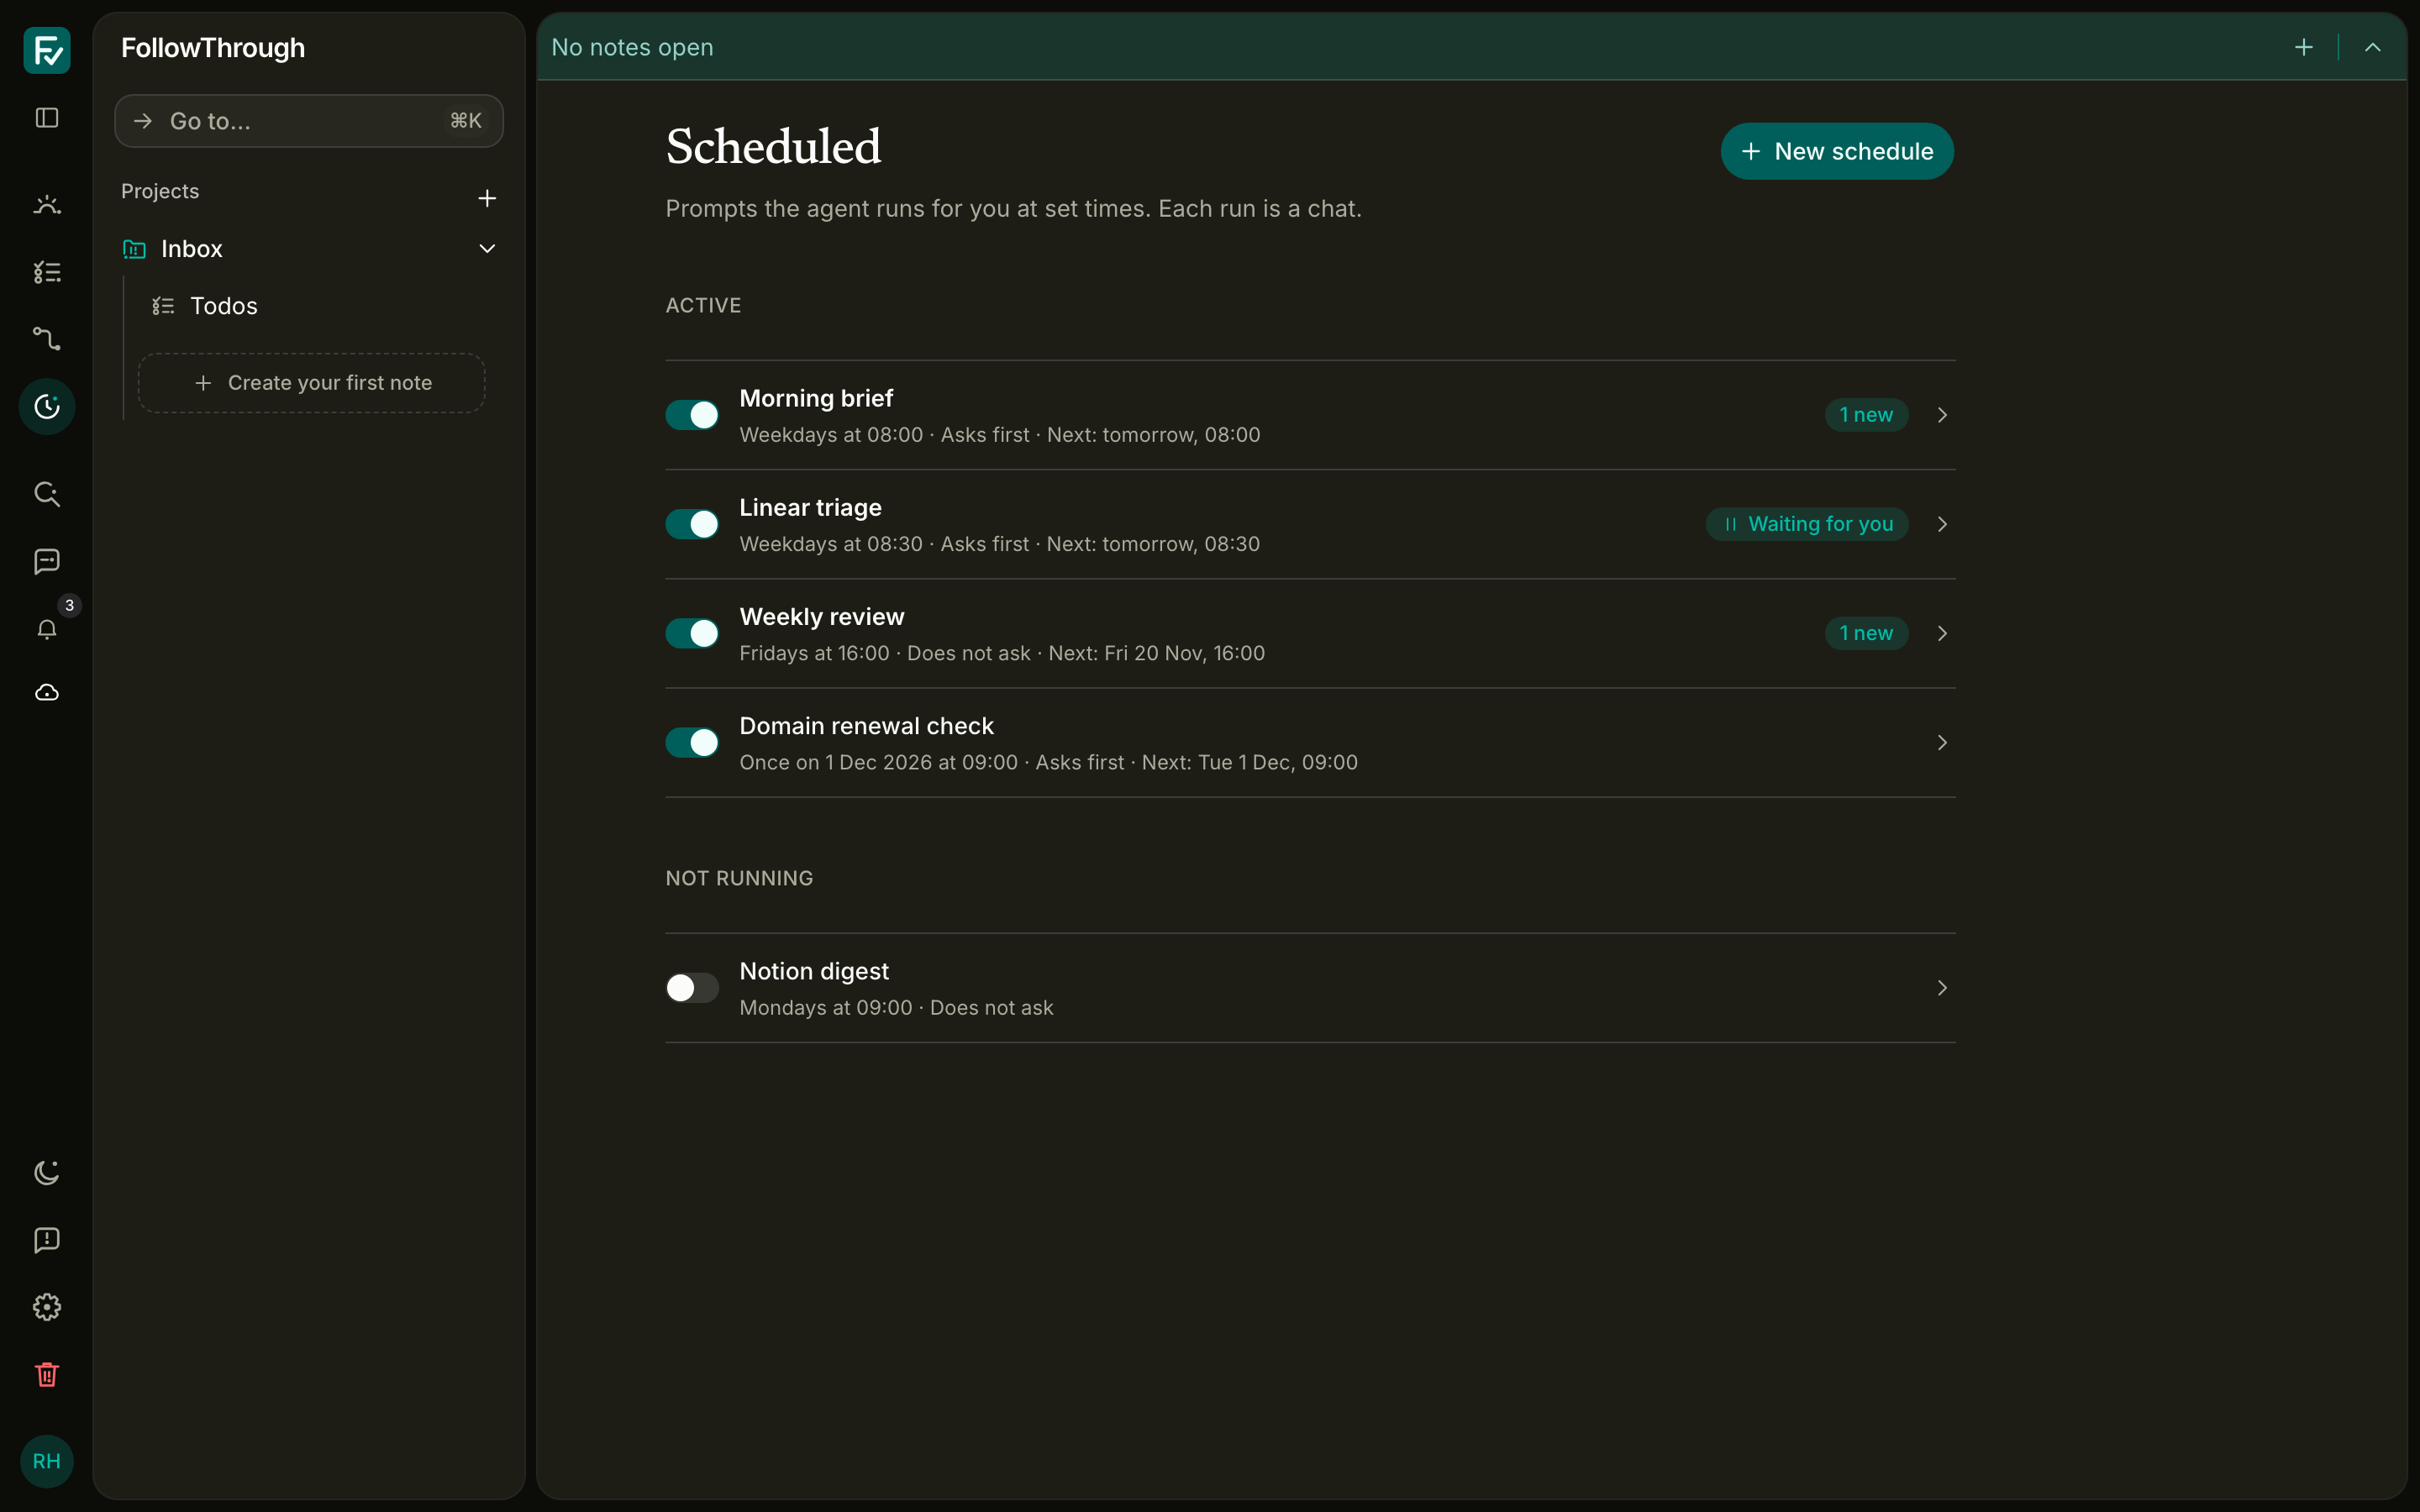 FollowThrough
Go to...
⌘K
Projects
Inbox
Todos
Create your first note
3
RH
No notes open
Scheduled
New schedule
Prompts the agent runs for you at set times. Each run is a chat.
ACTIVE
Morning brief
Weekdays at 08:00 · Asks first · Next: tomorrow, 08:00
1 new
Linear triage
Weekdays at 08:30 · Asks first · Next: tomorrow, 08:30
Waiting for you
Weekly review
Fridays at 16:00 · Does not ask · Next: Fri 20 Nov, 16:00
1 new
Domain renewal check
Once on 1 Dec 2026 at 09:00 · Asks first · Next: Tue 1 Dec, 09:00
NOT RUNNING
Notion digest
Mondays at 09:00 · Does not ask